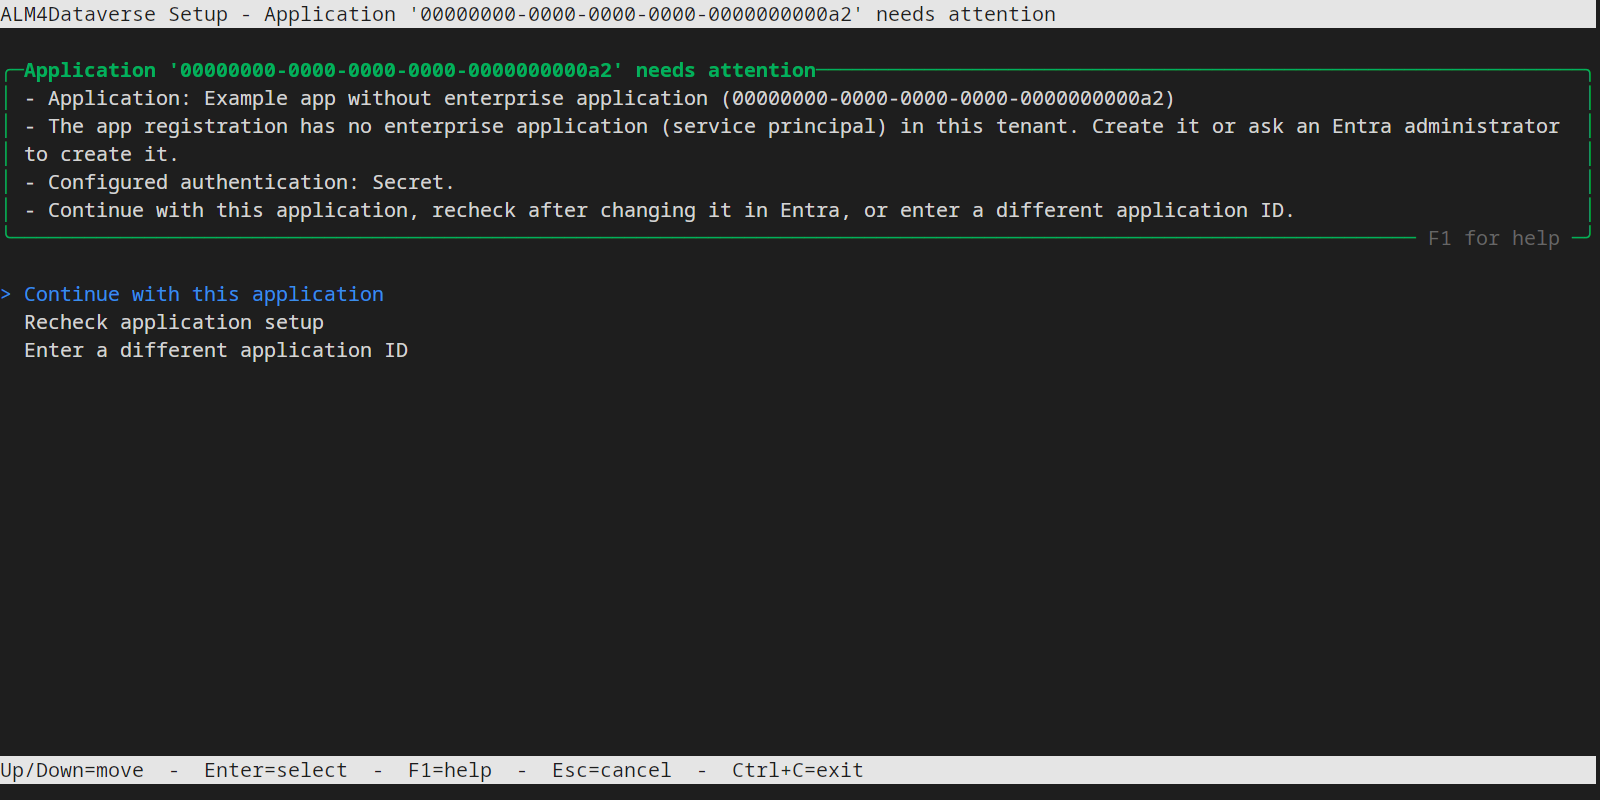 ALM4Dataverse Setup - Application '00000000-0000-0000-0000-0000000000a2' needs attention
Application '00000000-0000-0000-0000-0000000000a2' needs attention
- Application: Example app without enterprise application (00000000-0000-0000-0000-0000000000a2)
- The app registration has no enterprise application (service principal) in this tenant. Create it or ask an Entra administrator
to create it.
- Configured authentication: Secret.
- Continue with this application, recheck after changing it in Entra, or enter a different application ID.
F1 for help
> Continue with this application
Recheck application setup
Enter a different application ID
Up/Down=move  -  Enter=select  -  F1=help  -  Esc=cancel  -  Ctrl+C=exit